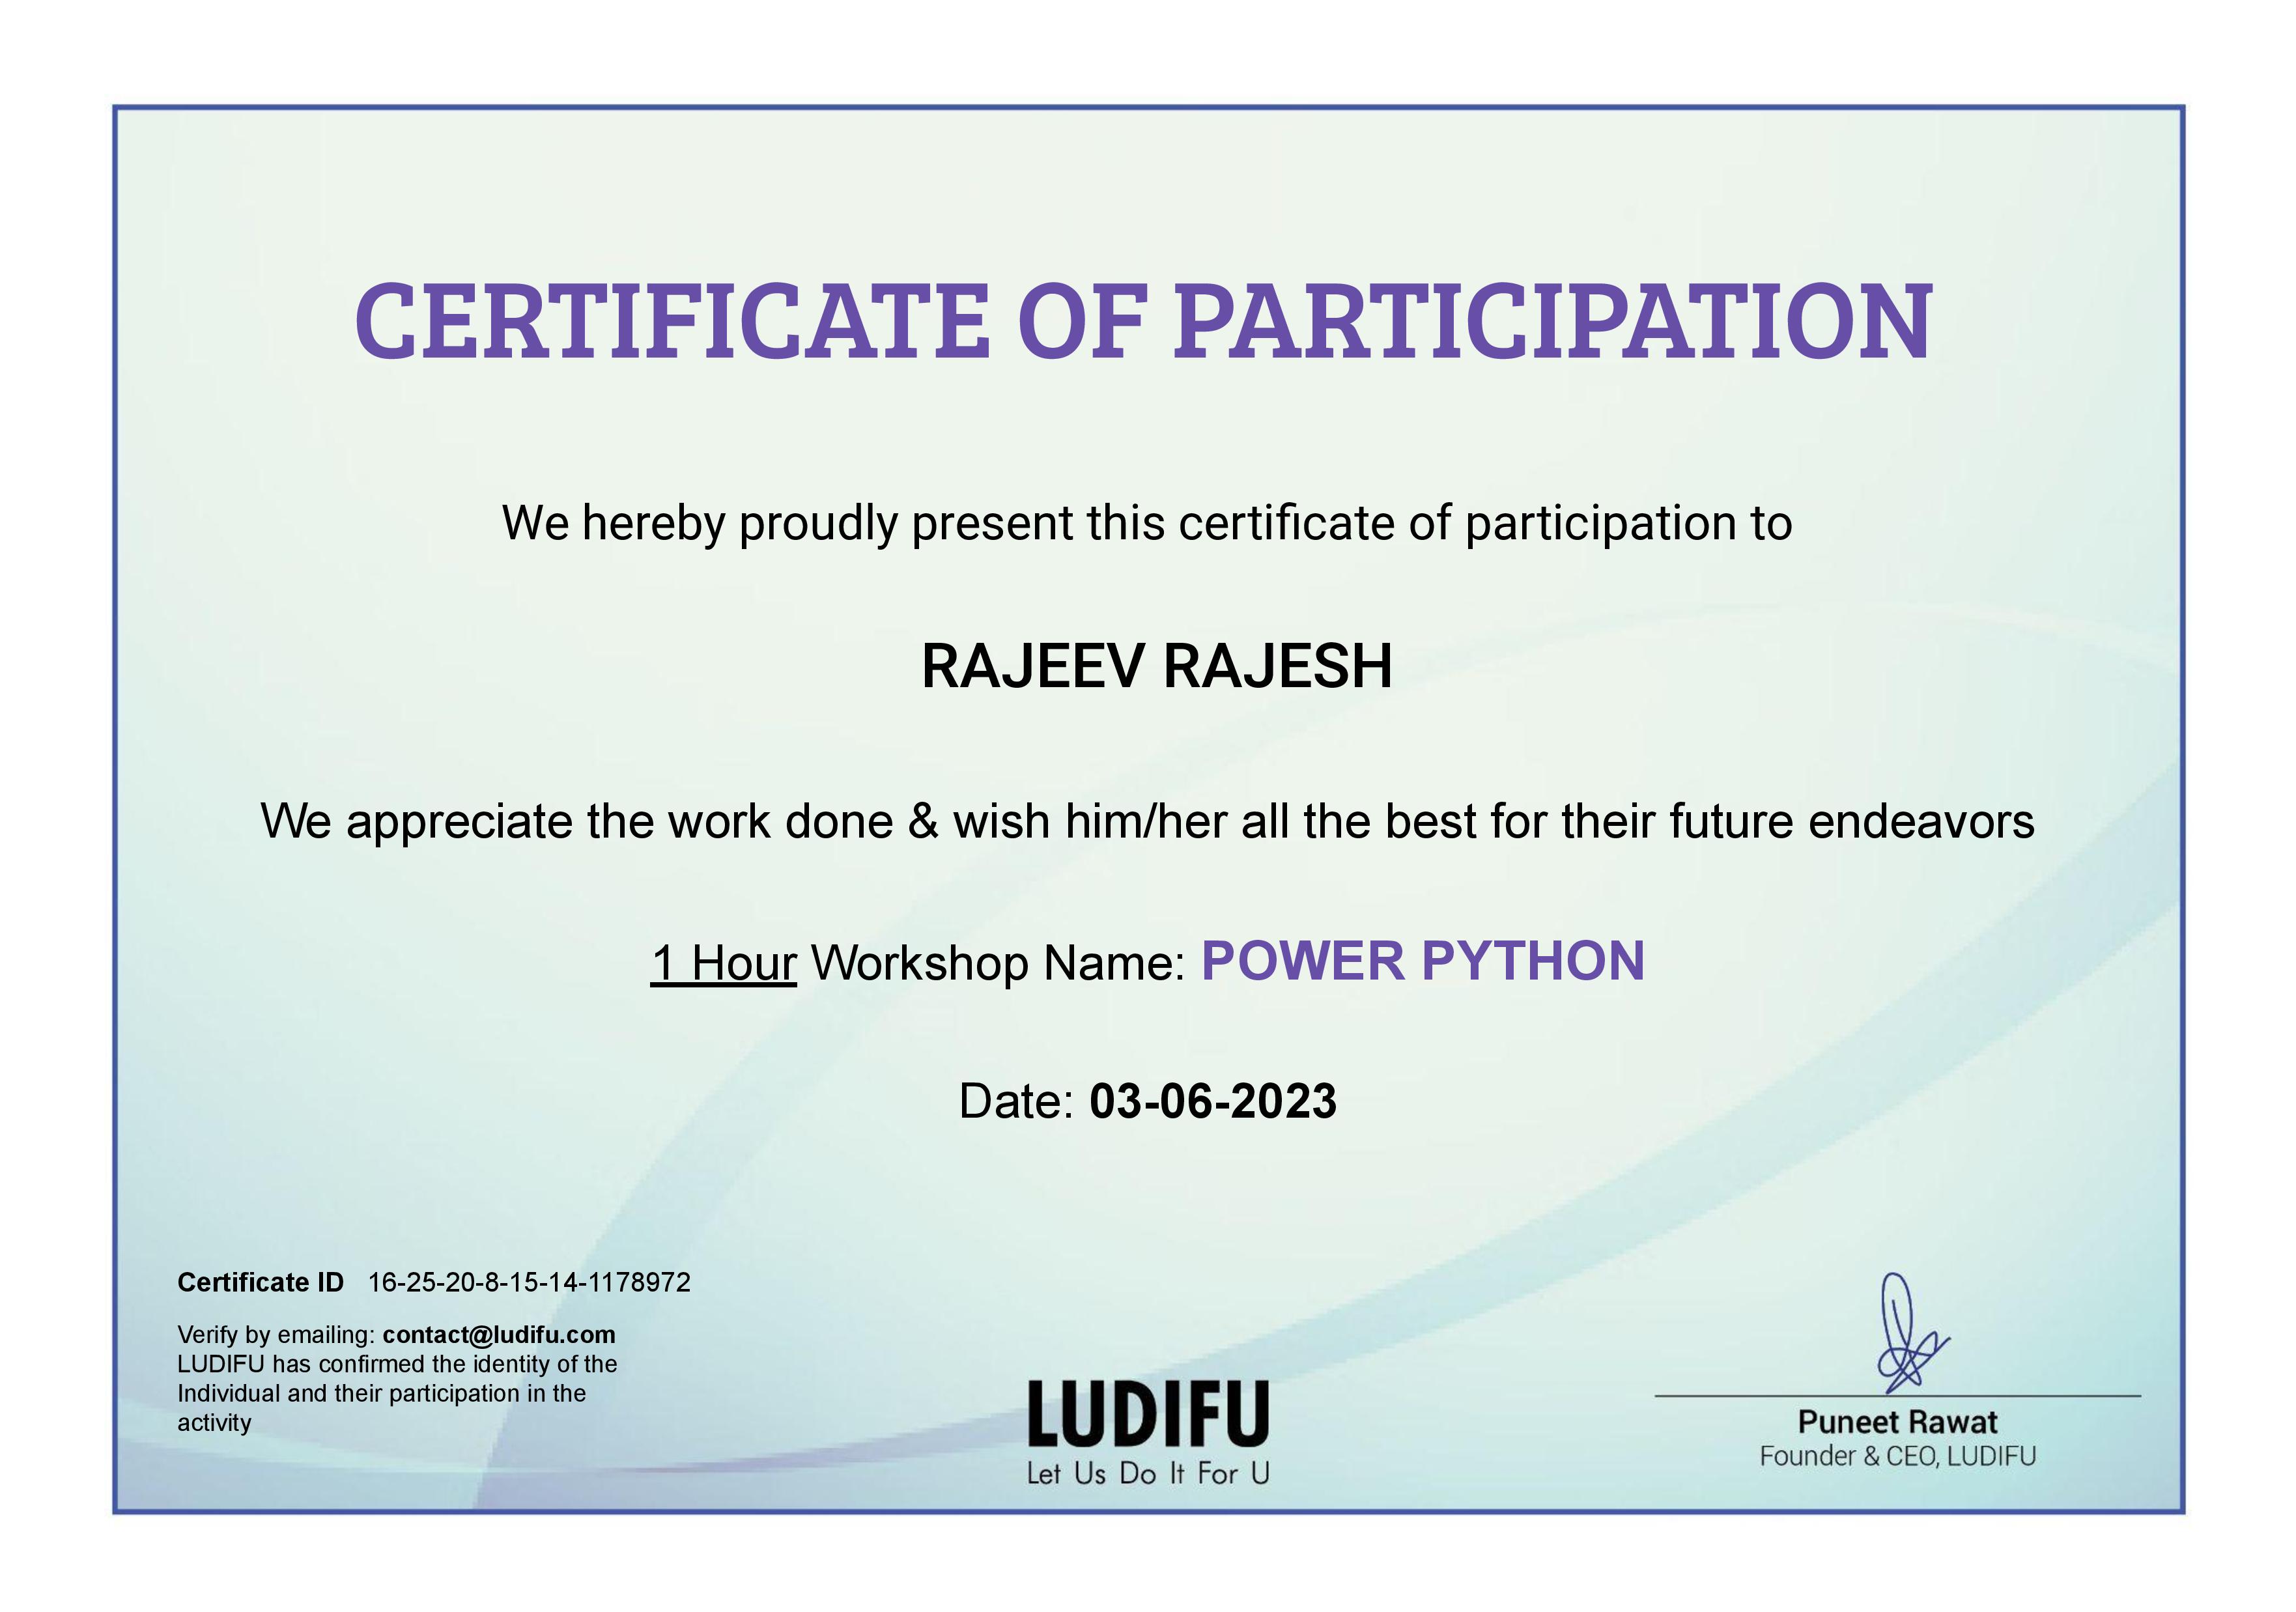 CERTIFICATE OF PARTICIPATION
We hereby proudly present this certificate of participation to
RAJEEV RAJESH
We appreciate the work done & wish him/her all the best for their future endeavors
1 Hour Workshop Name: POWER PYTHON
Date: 03-06-2023
Certificate ID 16-25-20-8-15-14-1178972
Verify by emailing: contact@ludifu.com
LUDIFU has confirmed the identity of the
Individual and their participation in the
activity
LUDIFU
Let Us Do It For U
Puneet Rawat
Founder & CEO, LUDIFU